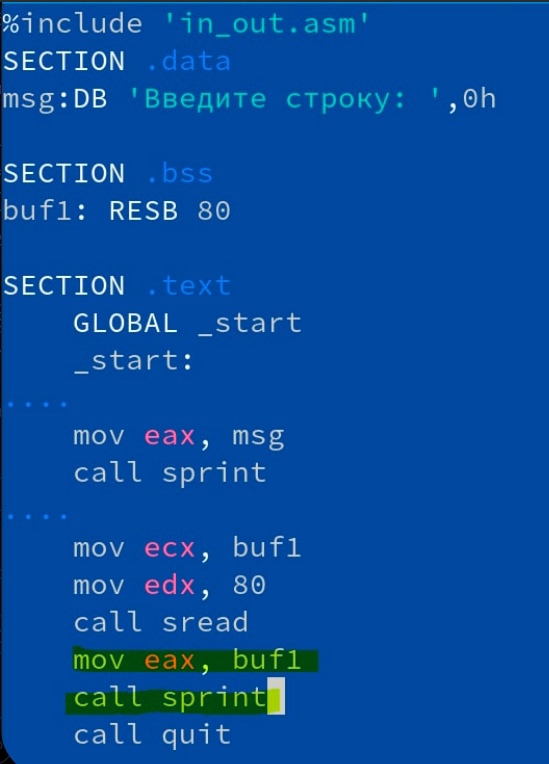 %include 'in_out.asm'
SECTION .data
msg:DB 'Введите строку: ',0h
SECTION .bss
buf1: RESB 80
SECTION .text
GLOBAL _start
_start:
....
mov eax, msg
call sprint
....
mov ecx, buf1
mov edx, 80
call sread
mov eax, buf1
call sprint
call quit